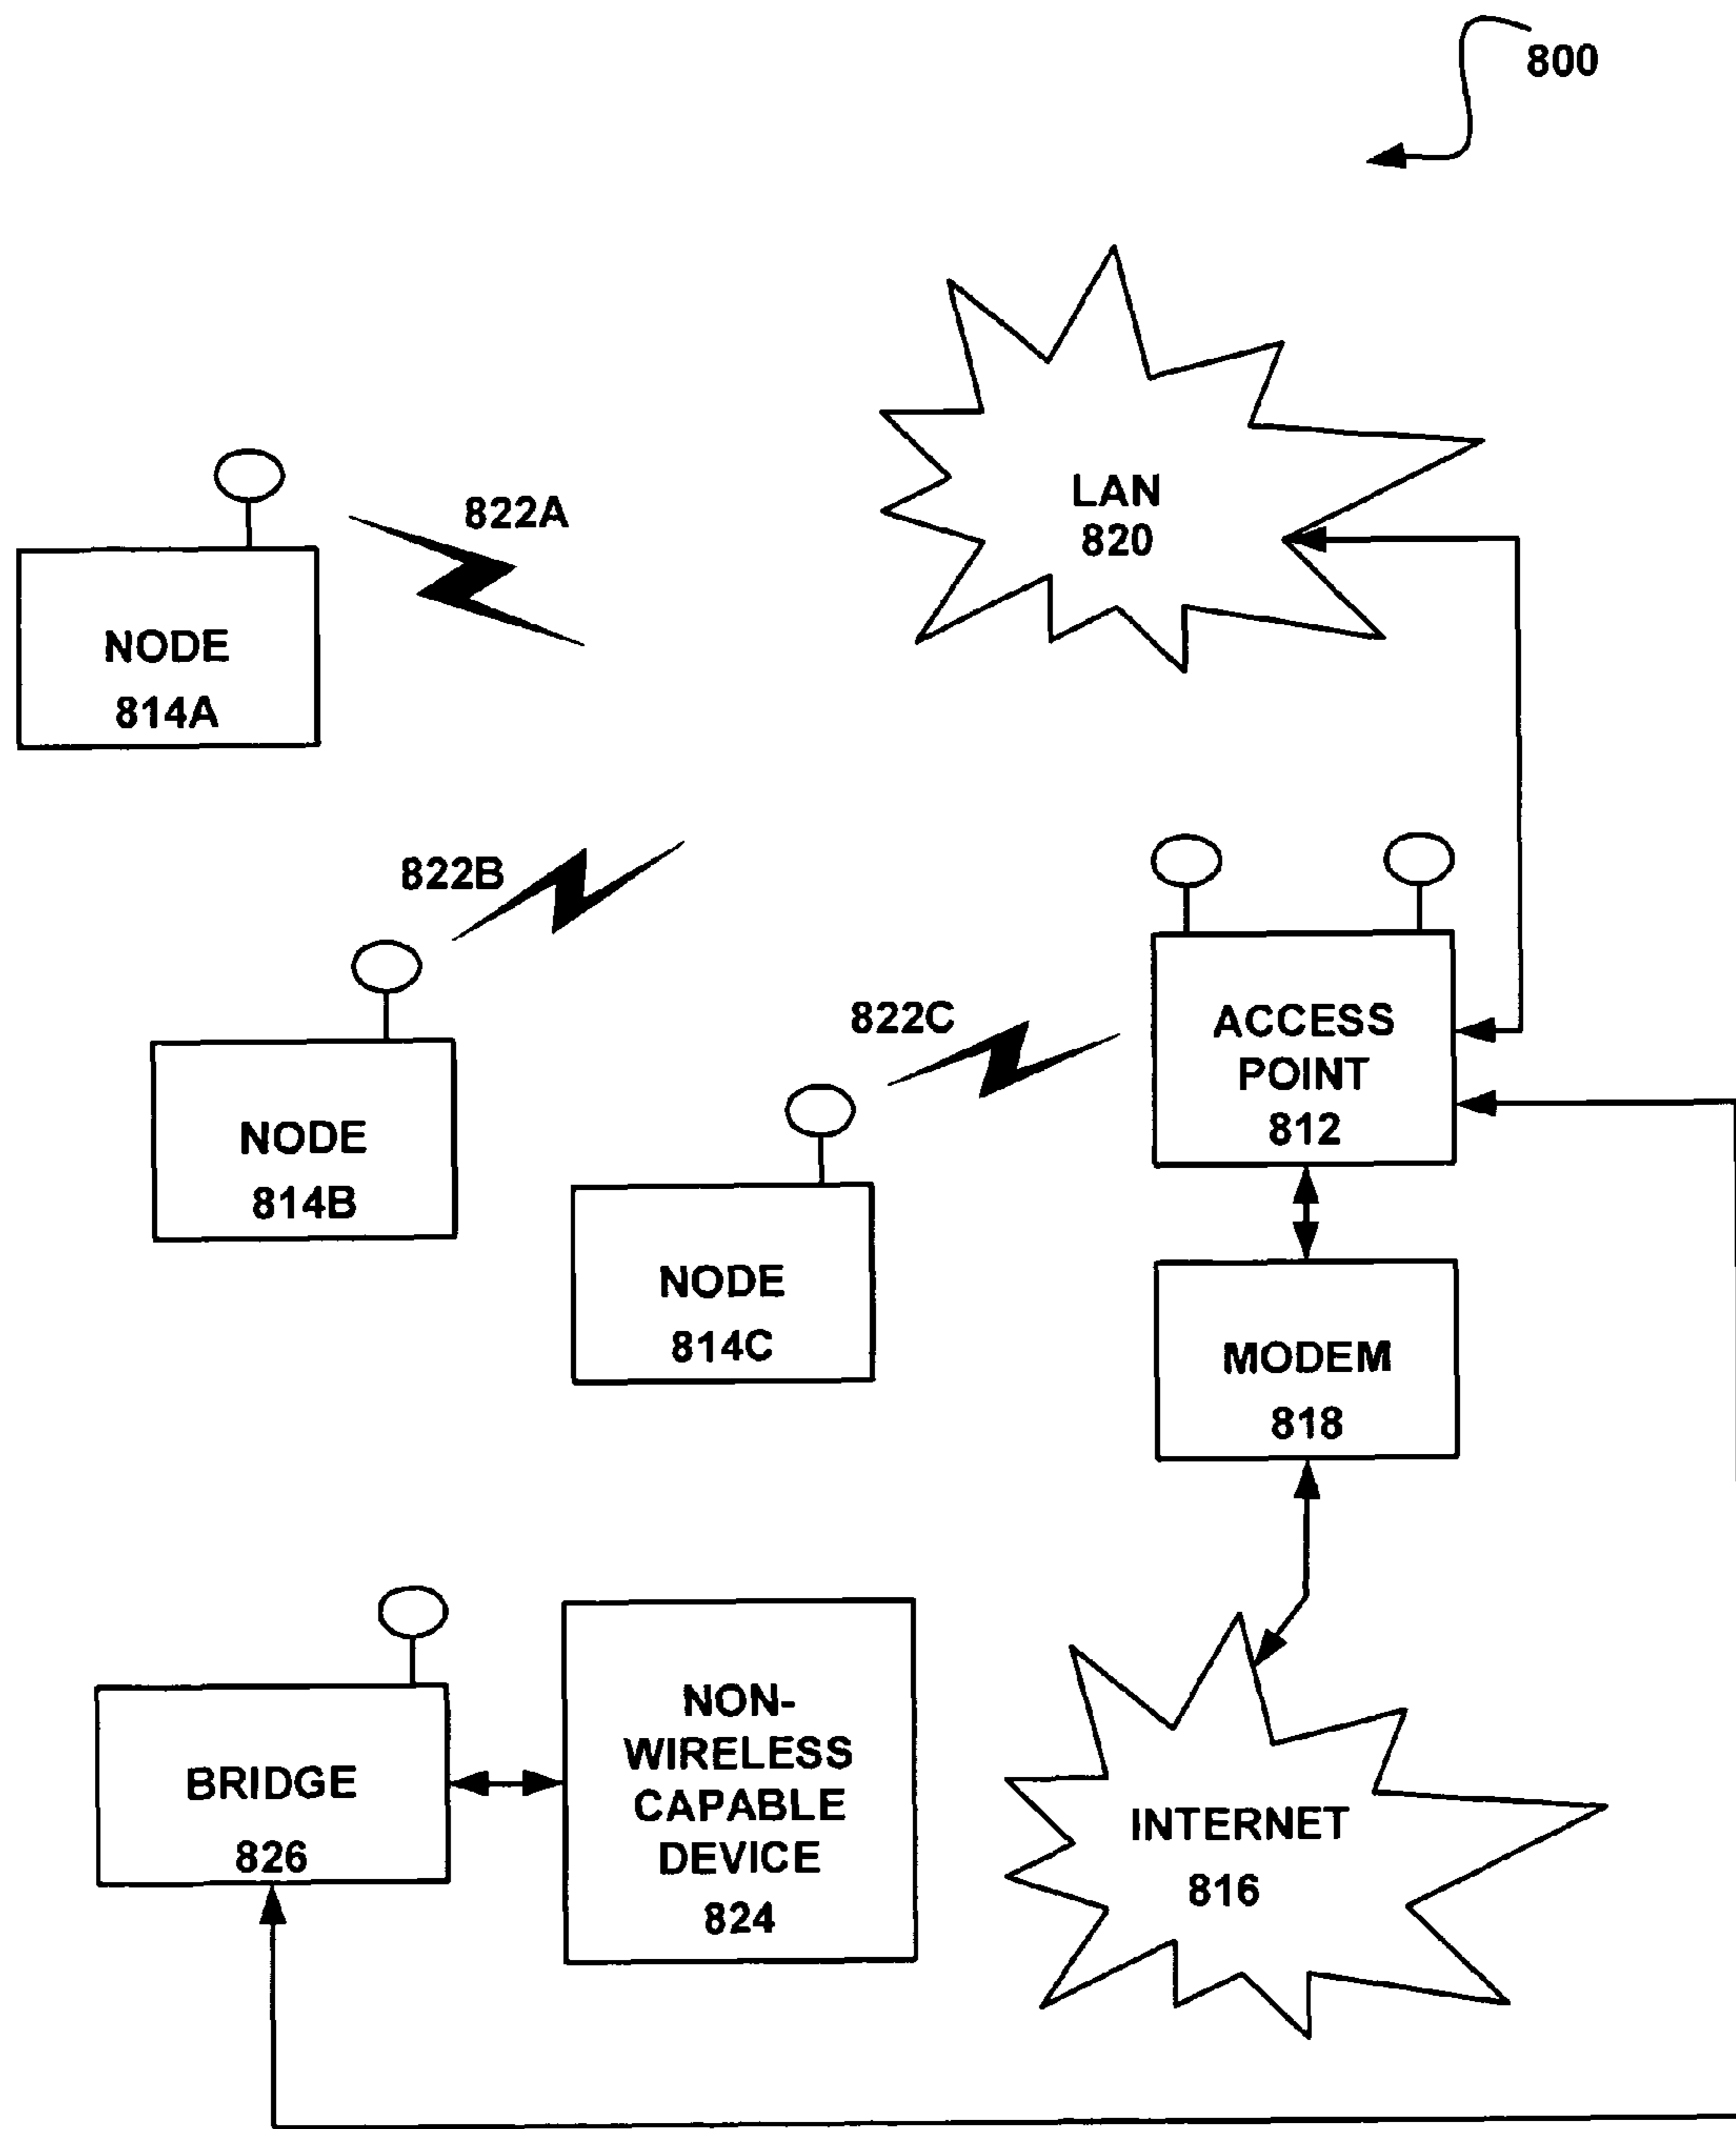 800
LAN
820
822A
NODE
814A
822B
NODE
814B
822C
NODE
814C
ACCESS
POINT
812
MODEM
818
BRIDGE
826
NON-
WIRELESS
CAPABLE
DEVICE
824
INTERNET
816